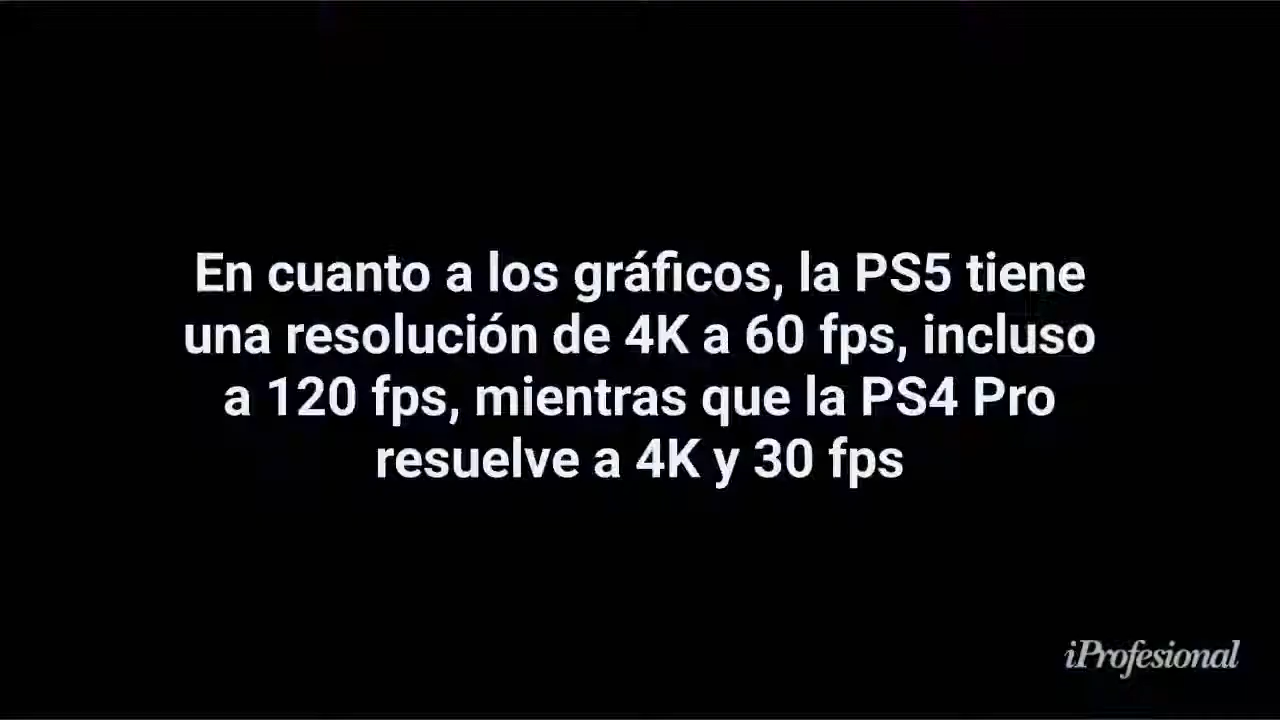 En cuanto a los gráficos, la PS5 tiene
una resolución de 4K a 60 fps, incluso
a 120 fps, mientras que la PS4 Pro
resuelve a 4K y 30 fps
iProfesional